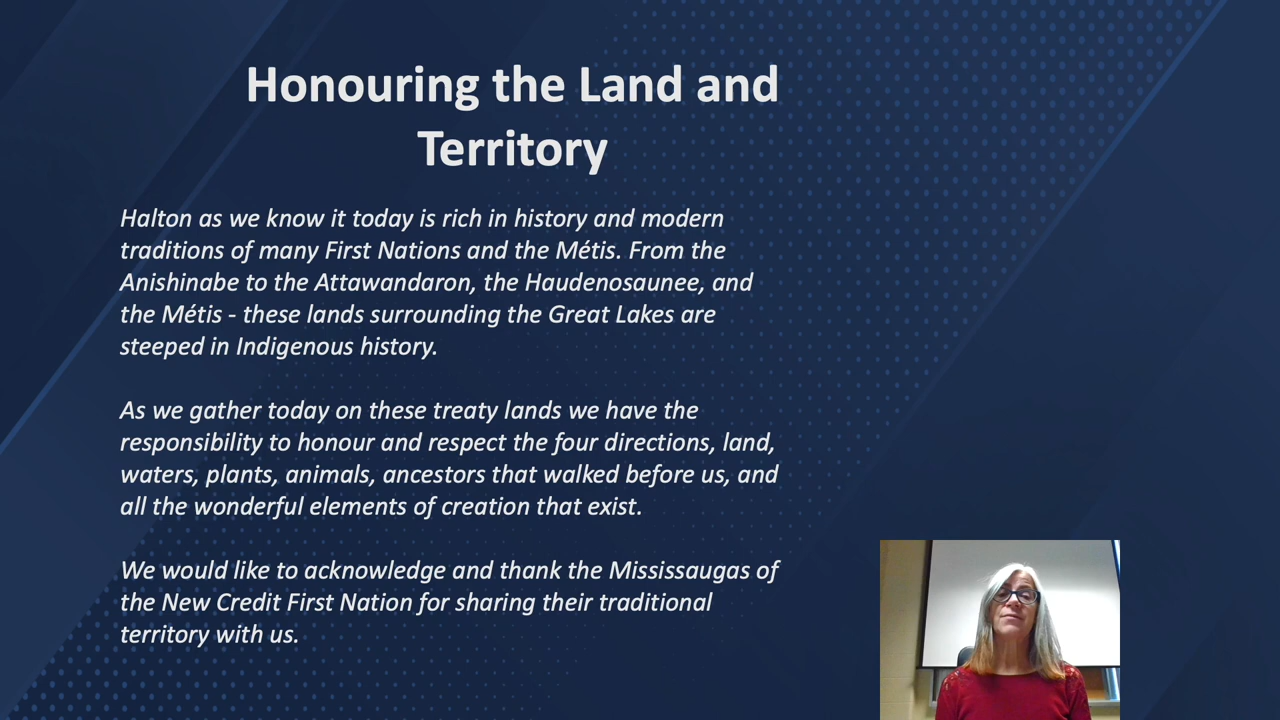 Honouring the Land and
Territory
Halton as we know it today is rich in history and modern
traditions of many First Nations and the Métis. From the
Anishinabe to the Attawandaron, the Haudenosaunee, and
the Métis - these lands surrounding the Great Lakes are
steeped in Indigenous history.
As we gather today on these treaty lands we have the
responsibility to honour and respect the four directions, land,
waters, plants, animals, ancestors that walked before us, and
all the wonderful elements of creation that exist.
We would like to acknowledge and thank the Mississaugas of
the New Credit First Nation for sharing their traditional
territory with us.